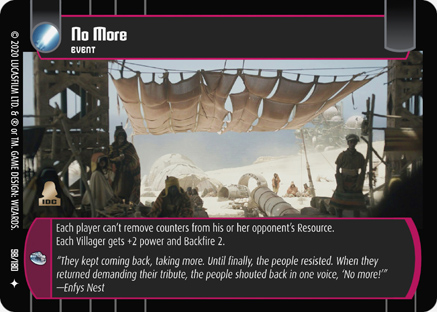 No More
EVENT
IDC
Each player can't remove counters from his or her opponent's Resource.
Each Villager gets +2 power and Backfire 2.
"They kept coming back, taking more. Until finally, the people resisted. When they
returned demanding their tribute, the people shouted back in one voice, 'No more!'"
—Enfys Nest
© 2020 LUCASFILM LTD. & ® or TM. GAME DESIGN: WIZARDS.